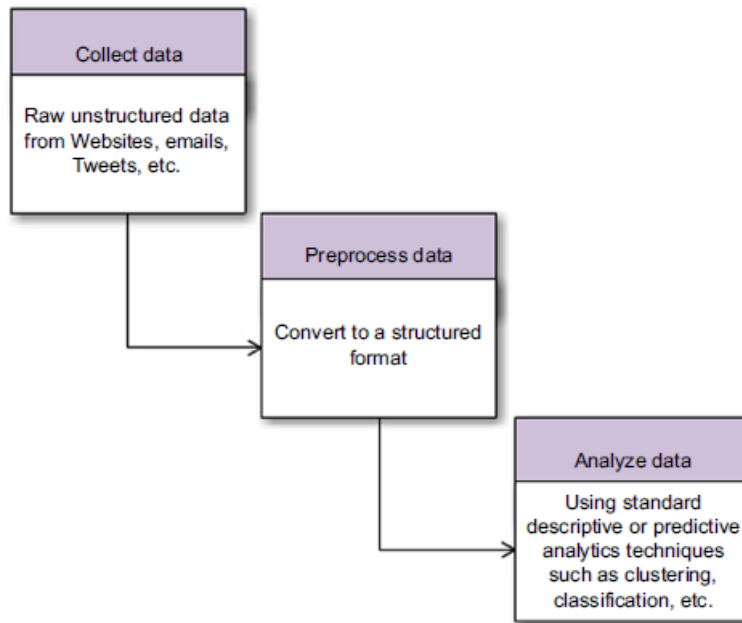 Collect data
Raw unstructured data
from Websites, emails,
Tweets, etc.
Preprocess data
Convert to a structured
format
Analyze data
Using standard
descriptive or predictive
analytics techniques
such as clustering,
classification, etc.